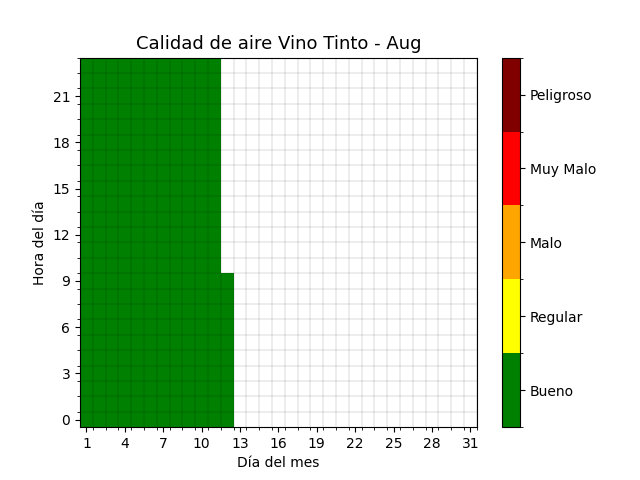 Calidad de aire Vino Tinto - Aug
Hora del día
21
18
15
12
9
6
3
0
1 4 7 10 13 16 19 22 25 28 31
Día del mes
Peligroso
Muy Malo
Malo
Regular
Bueno